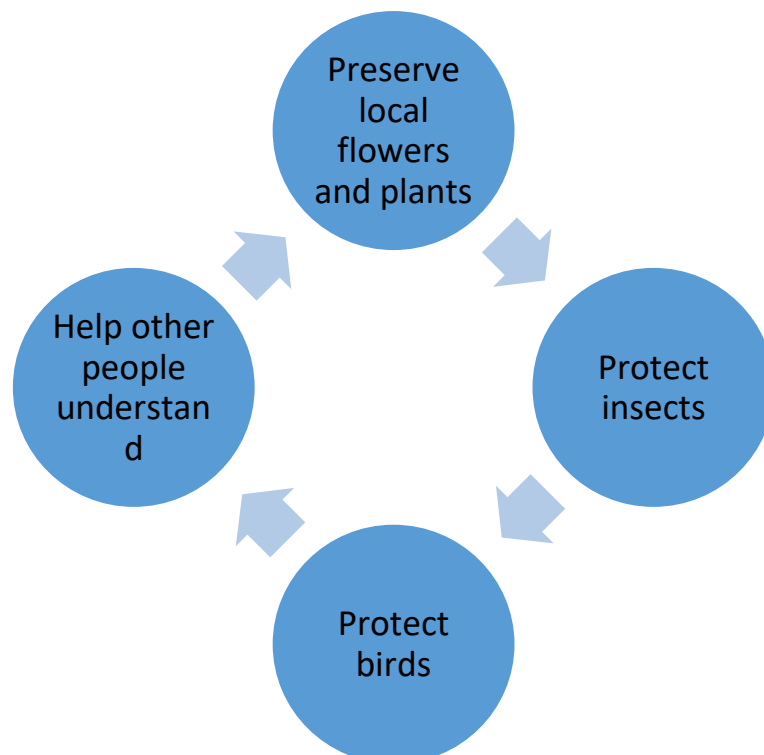 Preserve
local
flowers
and plants
Protect
insects
Protect
birds
Help other
people
understan
d